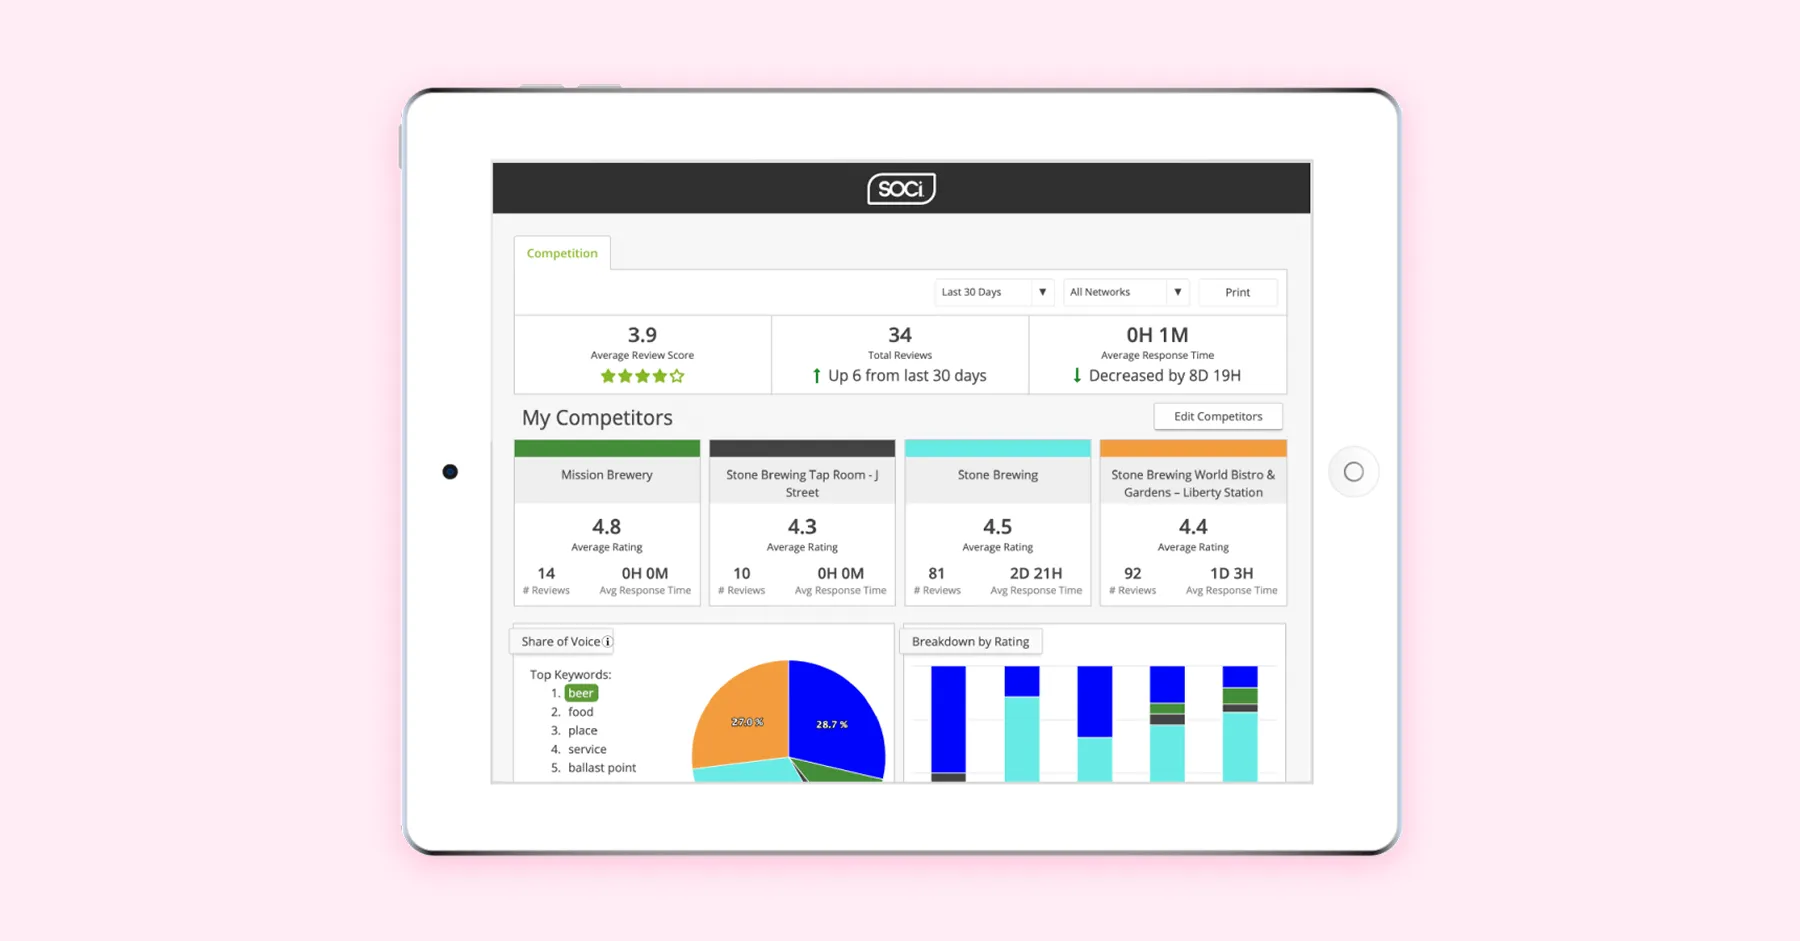 SOCi
Competition
Last 30 Days ▼ All Networks ▼ Print
3.9
Average Review Score
34
Total Reviews
↑ Up 6 from last 30 days
0H 1M
Average Response Time
↓ Decreased by 8D 19H
My Competitors
Edit Competitors
Mission Brewery
4.8
Average Rating
14 0H 0M
# Reviews Avg Response Time
Stone Brewing Tap Room - J
Street
4.3
Average Rating
10 0H 0M
# Reviews Avg Response Time
Stone Brewing
4.5
Average Rating
81 2D 21H
# Reviews Avg Response Time
Stone Brewing World Bistro &
Gardens – Liberty Station
4.4
Average Rating
92 1D 3H
# Reviews Avg Response Time
Share of Voice
Top Keywords:
1. beer
2. food
3. place
4. service
5. ballast point
27.0 %
28.7 %
Breakdown by Rating